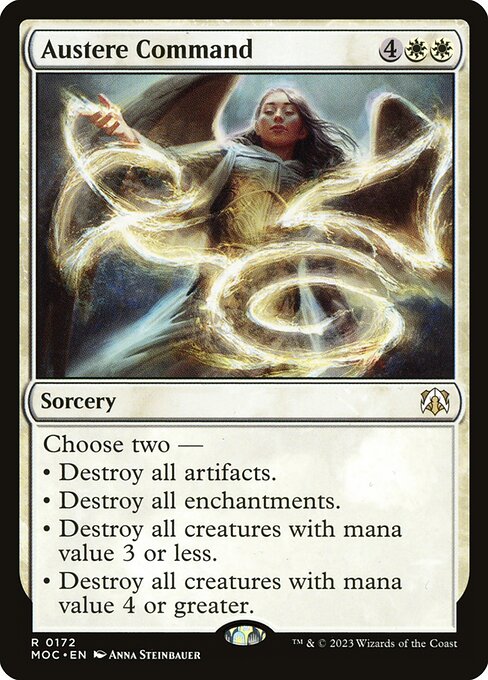 Austere Command 4
Sorcery
Choose two —
• Destroy all artifacts.
• Destroy all enchantments.
• Destroy all creatures with mana
value 3 or less.
• Destroy all creatures with mana
value 4 or greater.
R 0172
MOC • EN Anna Steinbauer
™ & © 2023 Wizards of the Coast